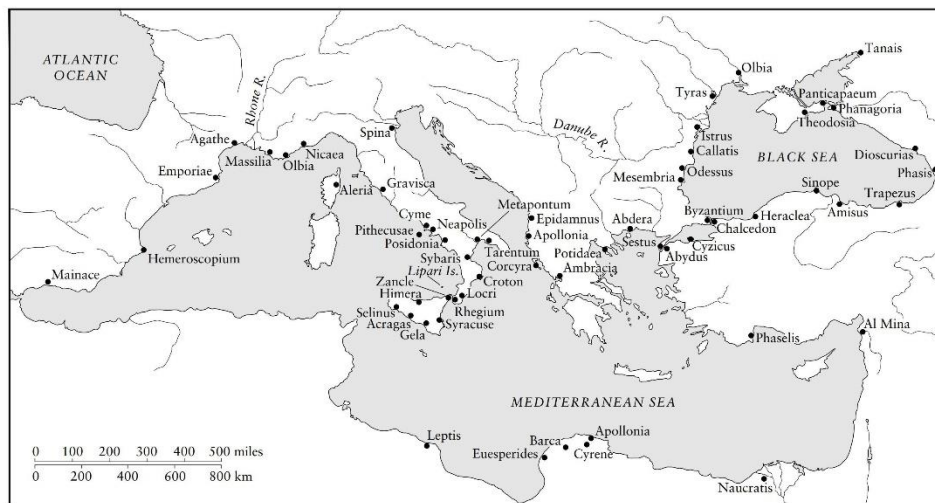 ATLANTIC
OCEAN
Rhone R.
Danube R.
Tanais
Olbia
Tyras
Panticapaeum
Phanagoria
Theodosia
Istrus
Callatis
BLACK SEA
Dioscurias
Odessus
Mesembria
Phasis
Sinope
Trapezus
Amisus
Heraclea
Byzantium
Chalcedon
Cyzicus
Agathe
Massilia
Olbia
Nicaea
Spina
Emporiae
Aleria
Gravisca
Metapontum
Cyme
Neapolis
Pithecusae
Posidonia
Epidamnus
Apollonia
Abdera
Sestus
Abydus
Potidaea
Tarentum
Corcyra
Ambracia
Sybaris
Lipari Is.
Croton
Hemeroscopium
Mainace
Zancle
Himera
Locri
Rhegium
Selinus
Acragas
Syracuse
Gela
Phaselis
Al Mina
MEDITERRANEAN SEA
Leptis
Apollonia
Barca
Cyrene
Euesperides
Naucratis
0 100 200 300 400 500 miles
0 200 400 600 800 km